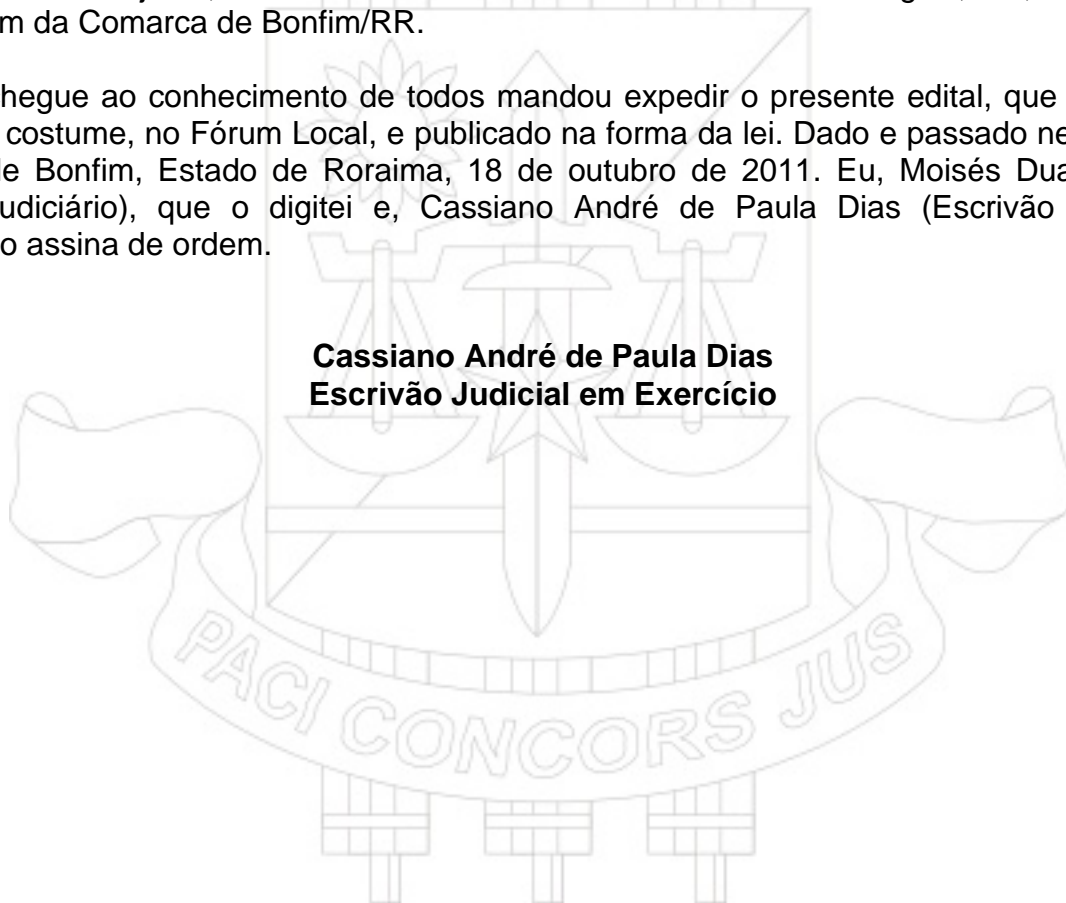 m da Comarca de Bonfim/RR.
hegue ao conhecimento de todos mandou expedir o presente edital, que
costume, no Fórum Local, e publicado na forma da lei. Dado e passado ne
e Bonfim, Estado de Roraima, 18 de outubro de 2011. Eu, Moisés Dua
udiciário), que o digitei e, Cassiano André de Paula Dias (Escrivão
o assina de ordem.
Cassiano André de Paula Dias
Escrivão Judicial em Exercício
PACI CONCORS JUS